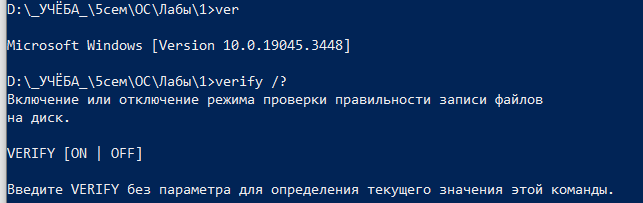 D:\_УЧЁБА_\5сем\ОС\Лабы\1>ver
Microsoft Windows [Version 10.0.19045.3448]
D:\_УЧЁБА_\5сем\ОС\Лабы\1>verify /?
Включение или отключение режима проверки правильности записи файлов
на диск.
VERIFY [ON | OFF]
Введите VERIFY без параметра для определения текущего значения этой команды.